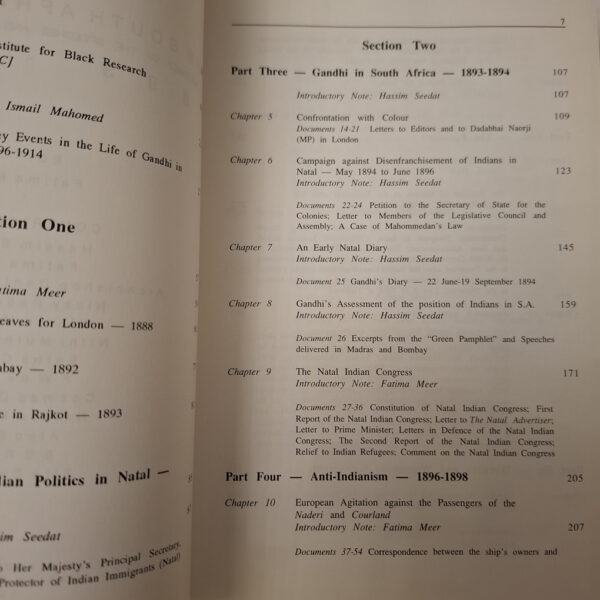 stitute for Black Research
CJ
Ismail Mahomed
ey Events in the Life of Gandhi in
96-1914
tion One
atima Meer
eaves for London — 1888
bay — 1892
e in Rajkot — 1893
lian Politics in Natal —
im Seedat
o Her Majesty's Principal Secretary,
Protector of Indian Immigrants (Natal)
7
Section Two
Part Three — Gandhi in South Africa — 1893-1894 107
Introductory Note: Hassim Seedat 107
Chapter 5 Confrontation with Colour 109
Documents 14-21 Letters to Editors and to Dadabhai Naorji
(MP) in London
Chapter 6 Campaign against Disenfranchisement of Indians in
Natal — May 1894 to June 1896 123
Introductory Note: Hassim Seedat
Documents 22-24 Petition to the Secretary of State for the
Colonies; Letter to Members of the Legislative Council and
Assembly; A Case of Mahommedan's Law
Chapter 7 An Early Natal Diary 145
Introductory Note: Hassim Seedat
Document 25 Gandhi's Diary — 22 June-19 September 1894
Chapter 8 Gandhi's Assessment of the position of Indians in S.A. 159
Introductory Note: Hassim Seedat
Document 26 Excerpts from the "Green Pamphlet" and Speeches
delivered in Madras and Bombay
Chapter 9 The Natal Indian Congress 171
Introductory Note: Fatima Meer
Documents 27-36 Constitution of Natal Indian Congress; First
Report of the Natal Indian Congress; Letter to The Natal Advertiser;
Letter to Prime Minister; Letters in Defence of the Natal Indian
Congress; The Second Report of the Natal Indian Congress;
Relief to Indian Refugees; Comment on the Natal Indian Congress
Part Four — Anti-Indianism — 1896-1898 205
Chapter 10 European Agitation against the Passengers of the
Naderi and Courland
Introductory Note: Fatima Meer 207
Documents 37-54 Correspondence between the ship's owners and